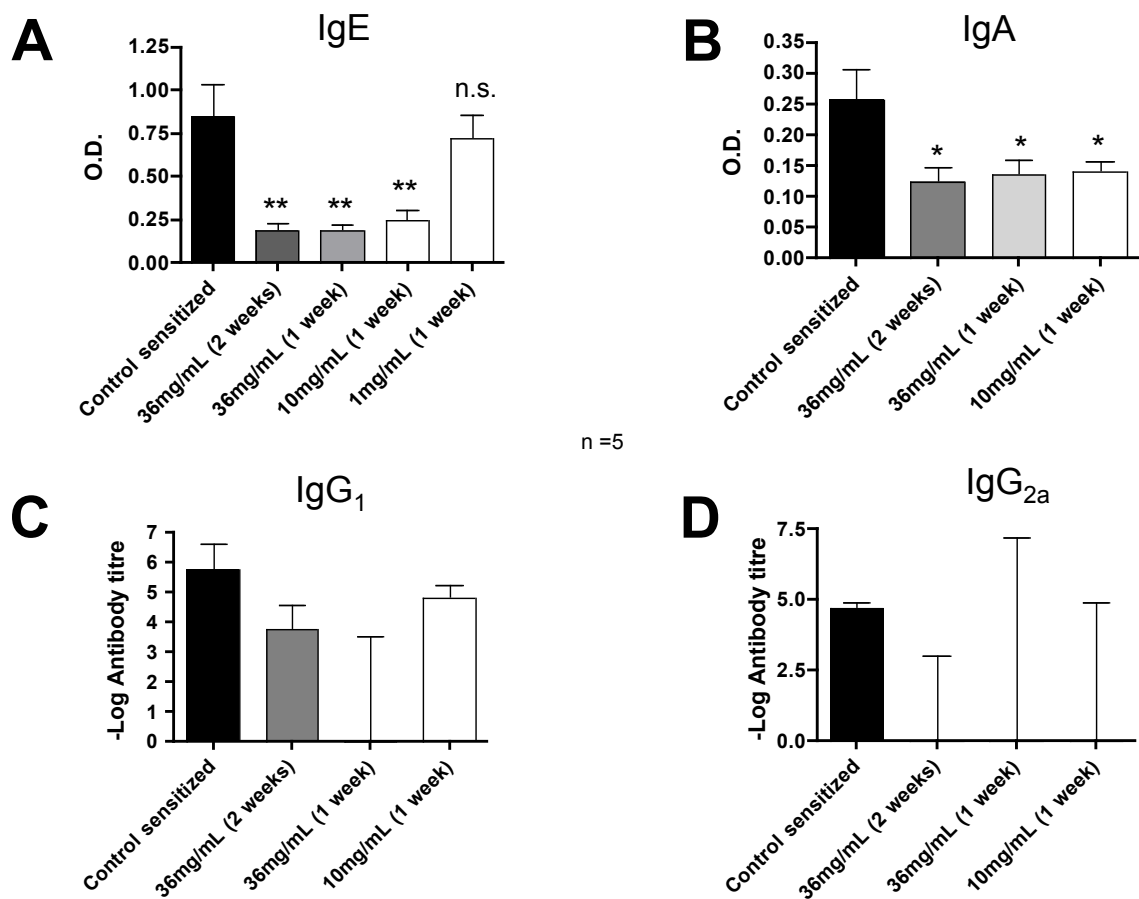 A
IgE
1.25
1.00
0.75
0.50
0.25
0.00
O.D.
**
**
**
n.s.
Control sensitized
36mg/mL (2 weeks)
36mg/mL (1 week)
10mg/mL (1 week)
1mg/mL (1 week)
B
IgA
0.35
0.30
0.25
0.20
0.15
0.10
0.05
0.00
O.D.
*
*
*
Control sensitized
36mg/mL (2 weeks)
36mg/mL (1 week)
10mg/mL (1 week)
n =5
C
IgG1
7
6
5
4
3
2
1
0
-Log Antibody titre
Control sensitized
36mg/mL (2 weeks)
36mg/mL (1 week)
10mg/mL (1 week)
D
IgG2a
7.5
5.0
2.5
0.0
-Log Antibody titre
Control sensitized
36mg/mL (2 weeks)
36mg/mL (1 week)
10mg/mL (1 week)